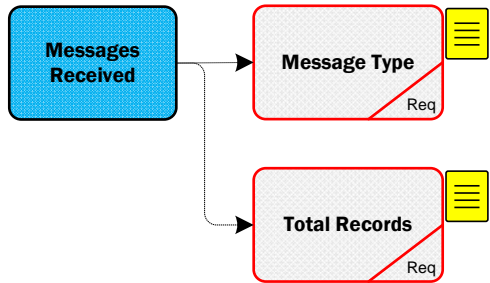 Messages
Received
Message Type
Req
Total Records
Req